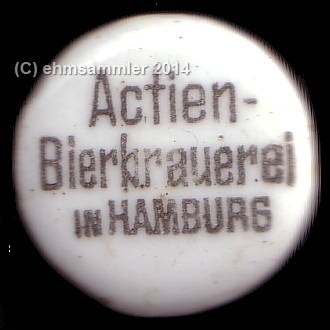 (C) ehmsammler 2014
Actien-
Bierbrauerei
IN HAMBURG